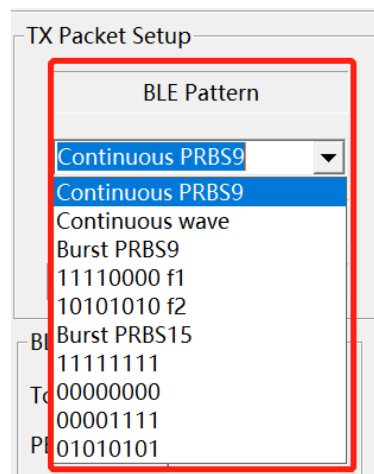 TX Packet Setup
BLE Pattern
Continuous PRBS9
Continuous PRBS9
Continuous wave
Burst PRBS9
11110000 f1
10101010 f2
Burst PRBS15
11111111
00000000
00001111
01010101